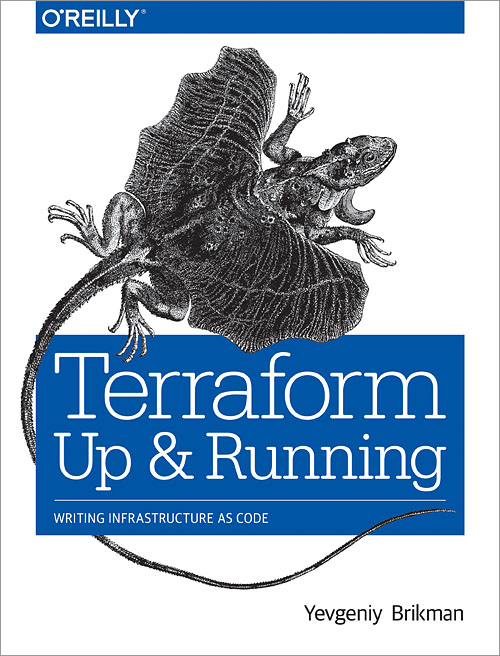 O'REILLY®
Terraform
Up & Running
WRITING INFRASTRUCTURE AS CODE
Yevgeniy Brikman